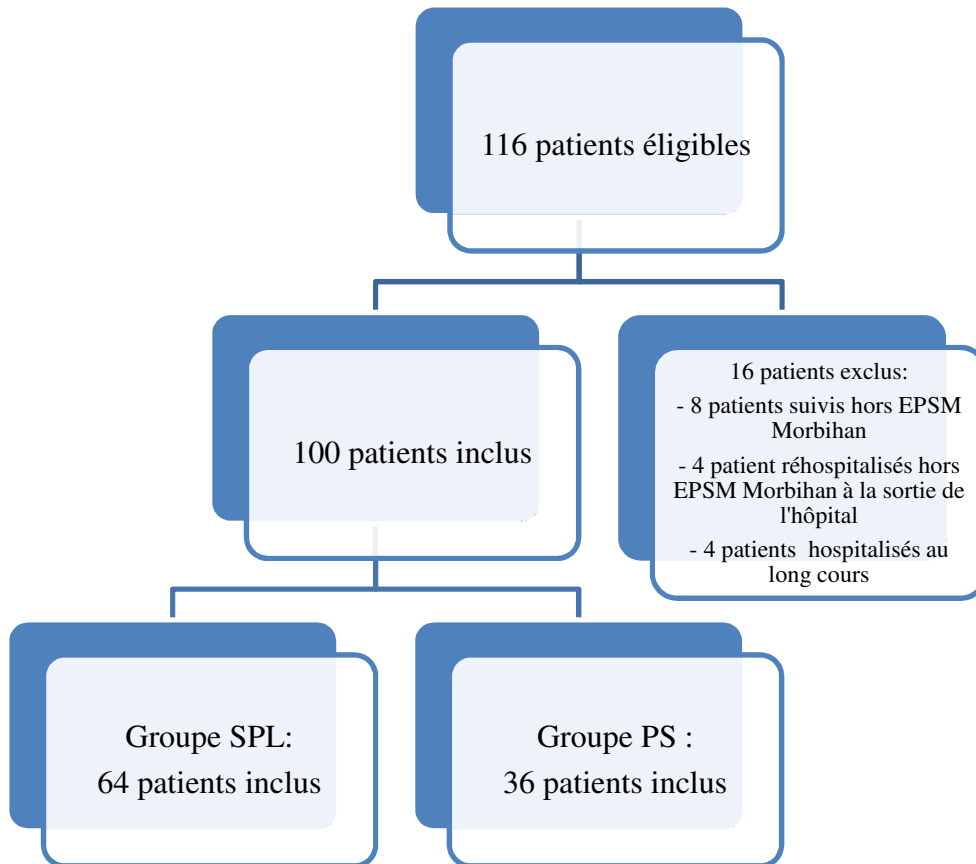 116 patients éligibles
100 patients inclus
16 patients exclus:
- 8 patients suivis hors EPSM
Morbihan
- 4 patient réhospitalisés hors
EPSM Morbihan à la sortie de
l'hôpital
- 4 patients hospitalisés au
long cours
Groupe SPL:
64 patients inclus
Groupe PS :
36 patients inclus